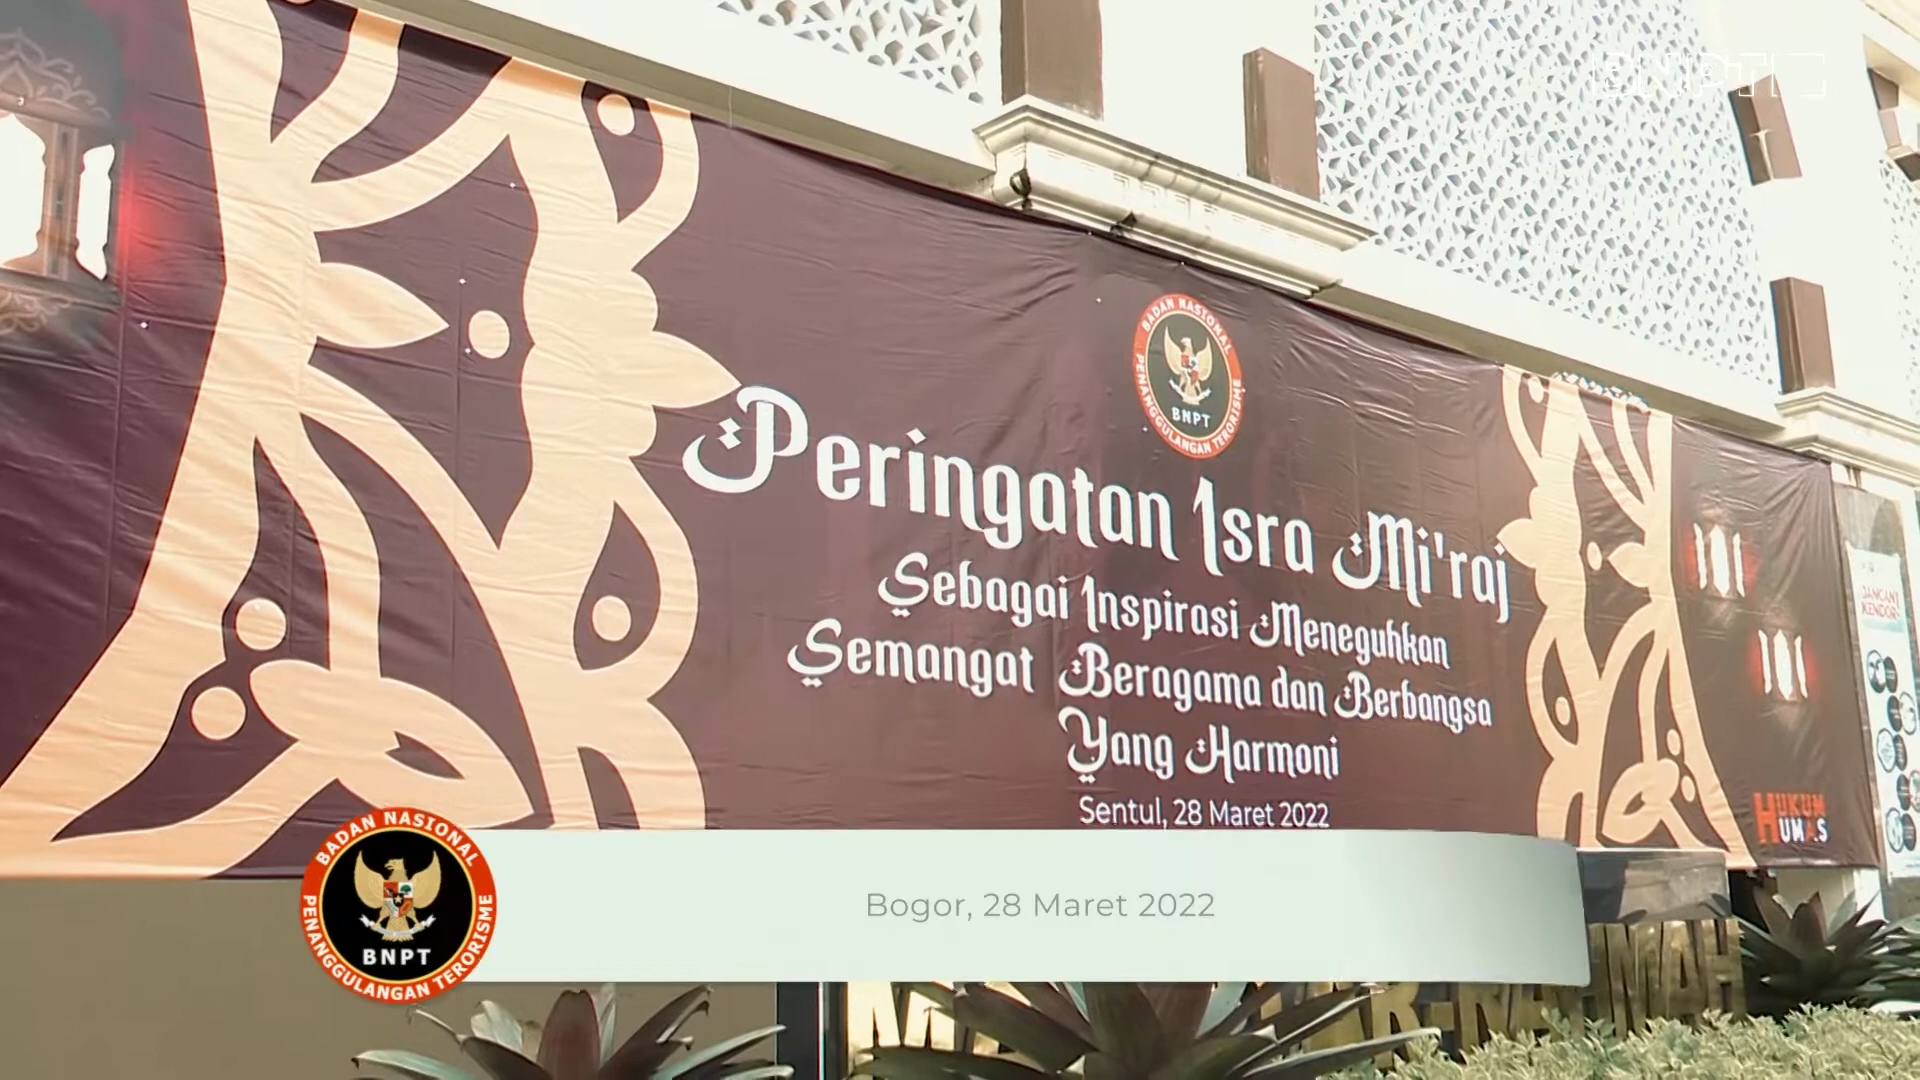 BNPT
BADAN NASIONAL
PENANGGULANGAN TERORISME
BNPT
Peringatan Isra Mi'raj
Sebagai Inspirasi Meneguhkan
Semangat Beragama dan Berbangsa
Yang Harmoni
Sentul, 28 Maret 2022
HUKUM
HUMAS
JANGAN
KENDOR
BADAN NASIONAL
PENANGGULANGAN TERORISME
BNPT
Bogor, 28 Maret 2022